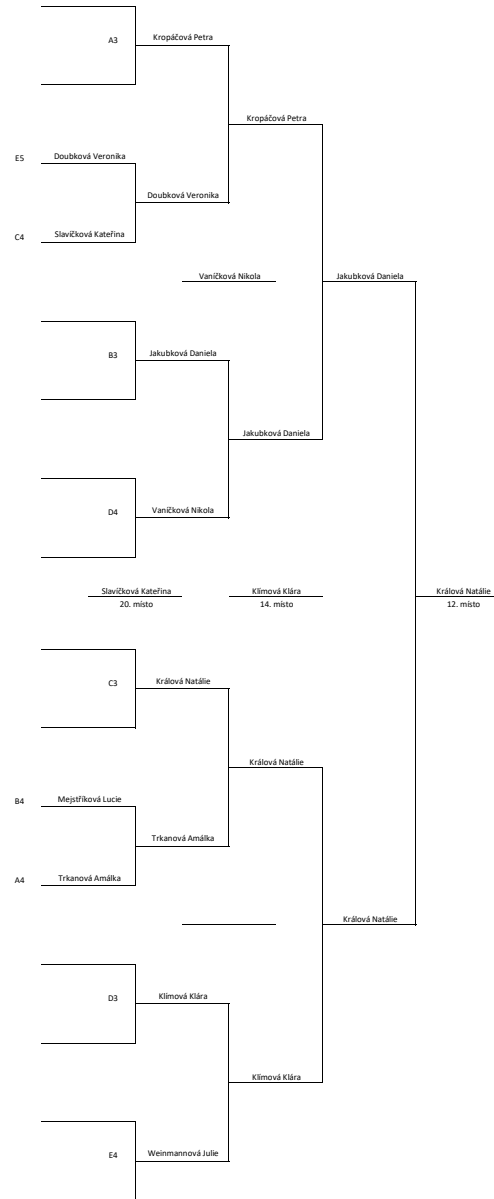 A3
Kropáčová Petra
Kropáčová Petra
E5
Doubková Veronika
Doubková Veronika
C4
Slavíčková Kateřina
Vaníčková Nikola
Jakubková Daniela
B3
Jakubková Daniela
Jakubková Daniela
D4
Vaníčková Nikola
Slavíčková Kateřina
20. místo
Klímová Klára
14. místo
Králová Natálie
12. místo
C3
Králová Natálie
Králová Natálie
B4
Mejstříková Lucie
Trkanová Amálka
A4
Trkanová Amálka
Králová Natálie
D3
Klímová Klára
Klímová Klára
E4
Weinmannová Julie